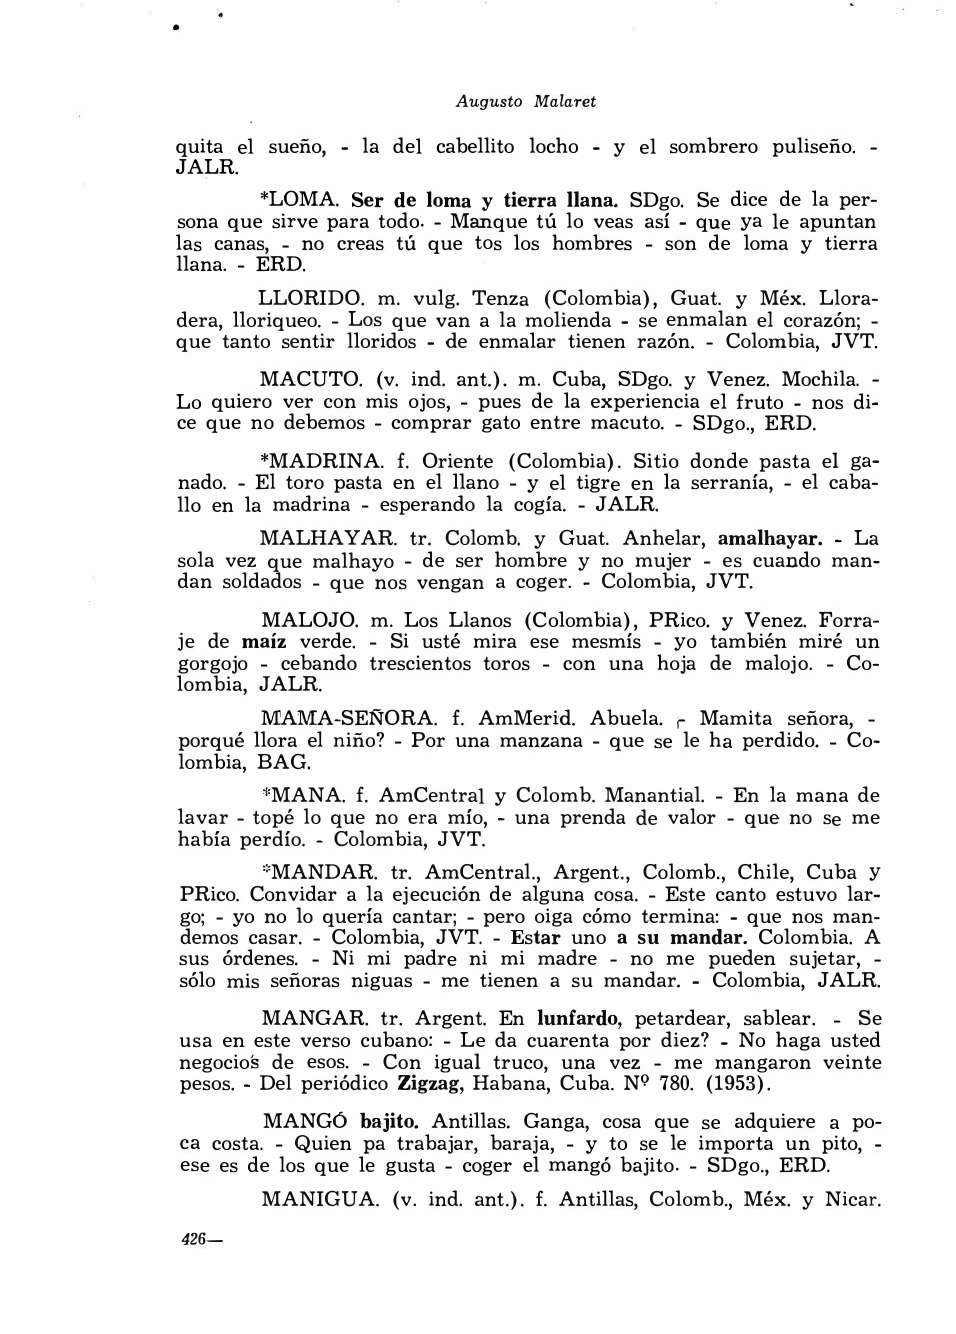 Augusto Malaret
quita el sueño, - la del cabellito locho - y el sombrero puliseño. -
JALR.
*LOMA. Ser de loma y tierra llana. SDgo. Se dice de la per-
sona que sirve para todo. - Manque tú lo veas así - que ya le apuntan
las canas, - no creas tú que tos los hombres - son de loma y tierra
llana. - ERD.
LLORIDO. m. vulg. Tenza (Colombia), Guat. y Méx. Llora-
dera, lloriqueo. - Los que van a la molienda - se enmalan el corazón; -
que tanto sentir lloridos - de enmalar tienen razón. - Colombia, JVT.
MACUTO. (v. ind. ant.). m. Cuba, SDgo. y Venez. Mochila. -
Lo quiero ver con mis ojos, - pues de la experiencia el fruto - nos di-
ce que no debemos - comprar gato entre macuto. - SDgo., ERD.
*MADRINA. f. Oriente (Colombia). Sitio donde pasta el ga-
nado. - El toro pasta en el llano - y el tigre en la serranía, - el caba-
llo en la madrina - esperando la cogía. - JALR.
MALHAYAR. tr. Colomb. y Guat. Anhelar, amalhayar. - La
sola vez que malhayo - de ser hombre y no mujer - es cuando man-
dan soldados - que nos vengan a coger. - Colombia, JVT.
MALOJO. m. Los Llanos (Colombia), PRico. y Venez. Forra-
je de maíz verde. - Si usté mira ese mesmís - yo también miré un
gorgojo - cebando trescientos toros - con una hoja de malojo. - Co-
lombia, JALR.
MAMA-SEÑORA. f. AmMerid. Abuela. - Mamita señora, -
porqué llora el niño? - Por una manzana - que se le ha perdido. - Co-
lombia, BAG.
*MANA. f. AmCentral y Colomb. Manantial. - En la mana de
lavar - topé lo que no era mío, - una prenda de valor - que no se me
había perdío. - Colombia, JVT.
*MANDAR. tr. AmCentral., Argent., Colomb., Chile, Cuba y
PRico. Convidar a la ejecución de alguna cosa. - Este canto estuvo lar-
go; - yo no lo quería cantar; - pero oiga cómo termina: - que nos man-
demos casar. - Colombia, JVT. - Estar uno a su mandar. Colombia. A
sus órdenes. - Ni mi padre ni mi madre - no me pueden sujetar, -
sólo mis señoras niguas - me tienen a su mandar. - Colombia, JALR.
MANGAR. tr. Argent. En lunfardo, petardear, sablear. - Se
usa en este verso cubano: - Le da cuarenta por diez? - No haga usted
negocios de esos. - Con igual truco, una vez - me mangaron veinte
pesos. - Del periódico Zigzag, Habana, Cuba. Nº 780. (1953).
MANGÓ bajito. Antillas. Ganga, cosa que se adquiere a po-
ca costa. - Quien pa trabajar, baraja, - y to se le importa un pito, -
ese es de los que le gusta - coger el mangó bajito. - SDgo., ERD.
MANIGUA. (v. ind. ant.). f. Antillas, Colomb., Méx. y Nicar.
426—